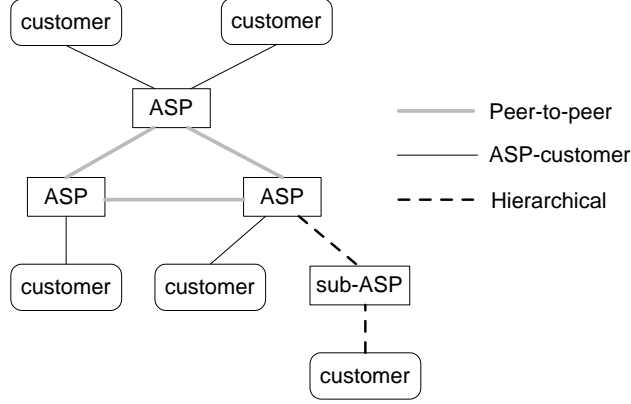 customer
customer
ASP
Peer-to-peer
ASP-customer
ASP
ASP
Hierarchical
customer
customer
sub-ASP
customer